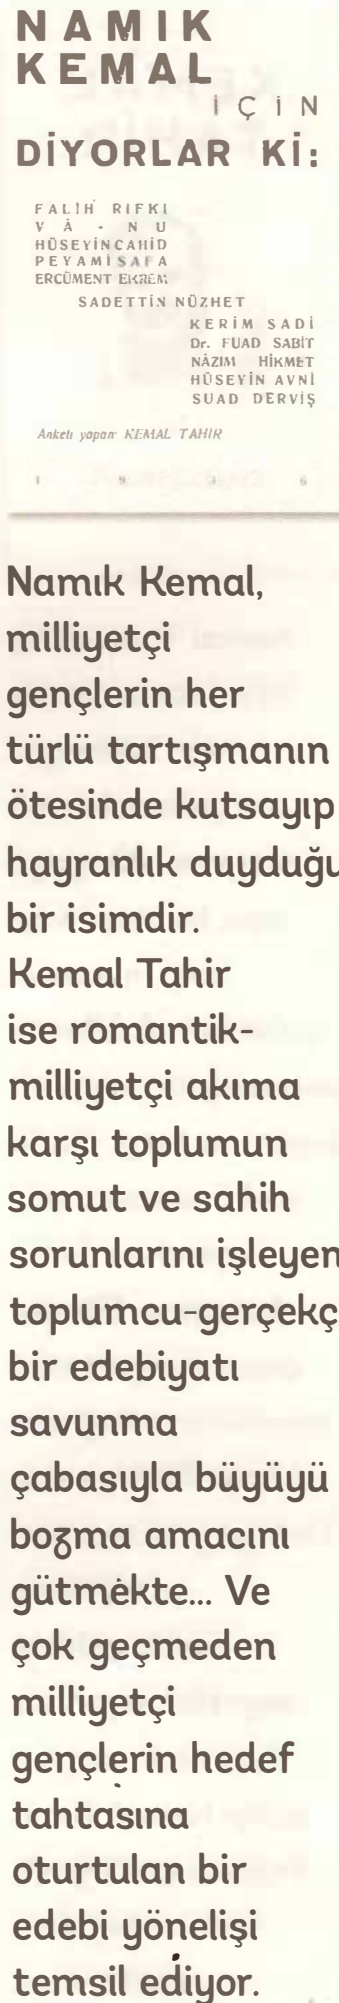 NAMIK
KEMAL
İÇİN
DİYORLAR Kİ:
FALİH RIFKI
VÂ - NU
HÜSEYİN CAHİD
PEYAMİ SAFA
ERCÜMENT EKREM
SADETTİN NÜZHET
KERİM SADİ
Dr. FUAD SABİT
NÂZIM HİKMET
HÜSEYİN AVNİ
SUAD DERVİŞ
Anketi yapan: KEMAL TAHİR
1 9 3 6
Namık Kemal,
milliyetçi
gençlerin her
türlü tartışmanın
ötesinde kutsayıp
hayranlık duyduğu
bir isimdir.
Kemal Tahir
ise romantik-
milliyetçi akıma
karşı toplumun
somut ve sahih
sorunlarını işleyen
toplumcu-gerçekç
bir edebiyatı
savunma
çabasıyla büyüyü
bozma amacını
gütmekte... Ve
çok geçmeden
milliyetçi
gençlerin hedef
tahtasına
oturtulan bir
edebi yönelişi
temsil ediyor.